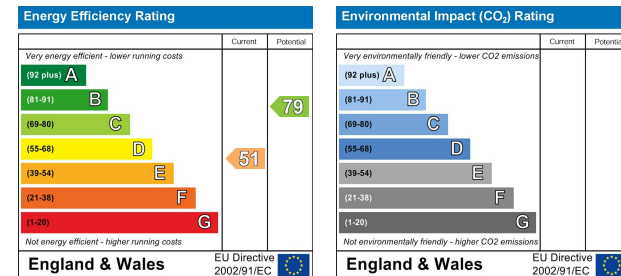 Energy Efficiency Rating
Current Potential
Very energy efficient - lower running costs
(92 plus) A
(81-91) B
79
(69-80) C
(55-68) D
51
(39-54) E
(21-38) F
(1-20) G
Not energy efficient - higher running costs
England & Wales
EU Directive
2002/91/EC
Environmental Impact (CO₂) Rating
Current Potentia
Very environmentally friendly - lower CO2 emissions
(92 plus) A
(81-91) B
(69-80) C
(55-68) D
(39-54) E
(21-38) F
(1-20) G
Not environmentally friendly - higher CO2 emissions
England & Wales
EU Directive
2002/91/EC